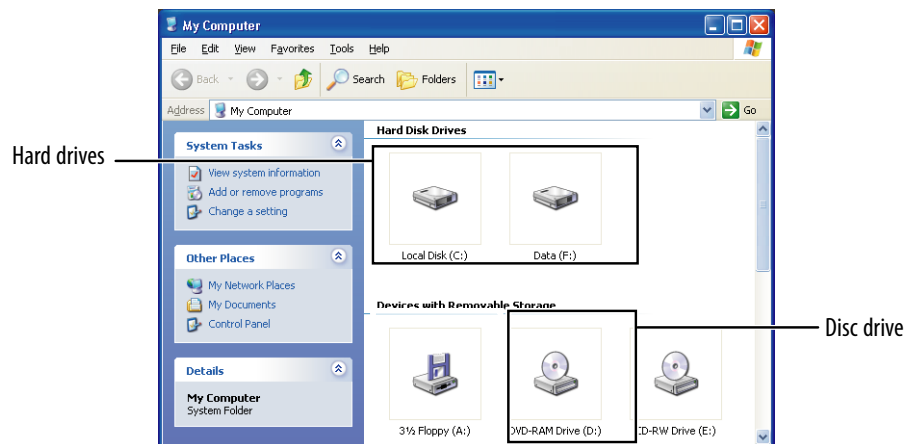 My Computer
File Edit View Favorites Tools Help
Back Search Folders
Address My Computer Go
Hard drives
System Tasks
View system information
Add or remove programs
Change a setting
Other Places
My Network Places
My Documents
Control Panel
Details
My Computer
System Folder
Hard Disk Drives
Local Disk (C:) Data (F:)
Devices with Removable Storage
3½ Floppy (A:) DVD-RAM Drive (D:) CD-RW Drive (E:)
Disc drive